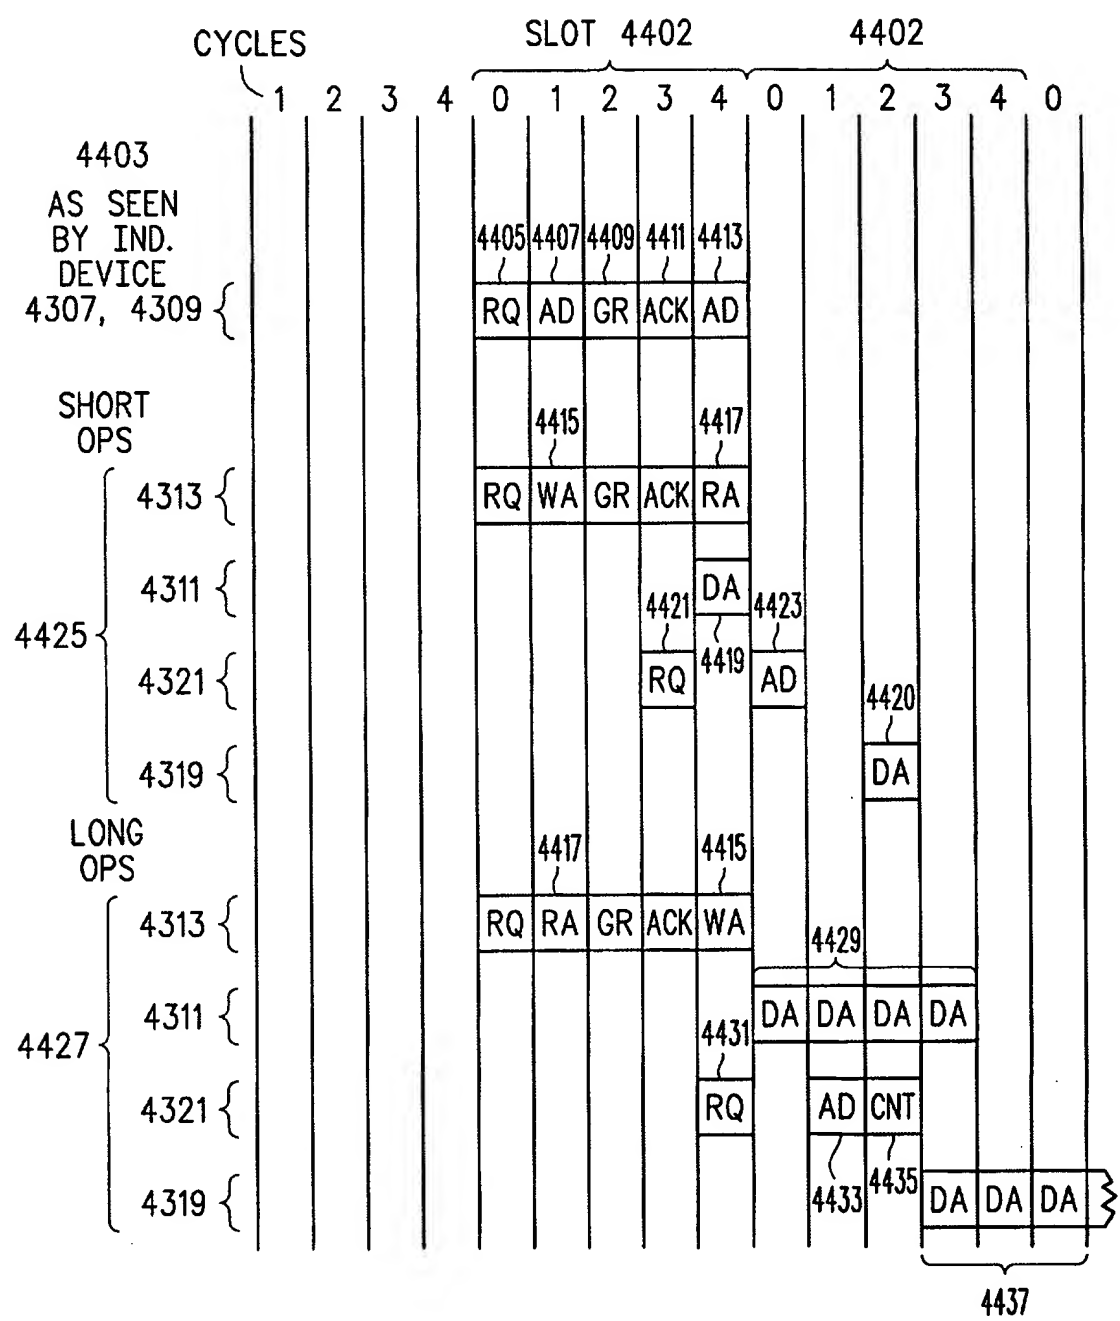 SLOT 4402 4402
CYCLES
1 2 3 4 0 1 2 3 4 0 1 2 3 4 0
4403
AS SEEN
BY IND.
DEVICE
4307, 4309
4405 4407 4409 4411 4413
RQ AD GR ACK AD
SHORT
OPS
4415 4417
4313 RQ WA GR ACK RA
4311 DA
4421 4423
4425
4419
4321 RQ AD
4420
4319 DA
LONG
OPS
4417 4415
4313 RQ RA GR ACK WA
4429
4311 DA DA DA DA
4431
4427
4321 RQ AD CNT
4433 4435
4319 DA DA DA
4437